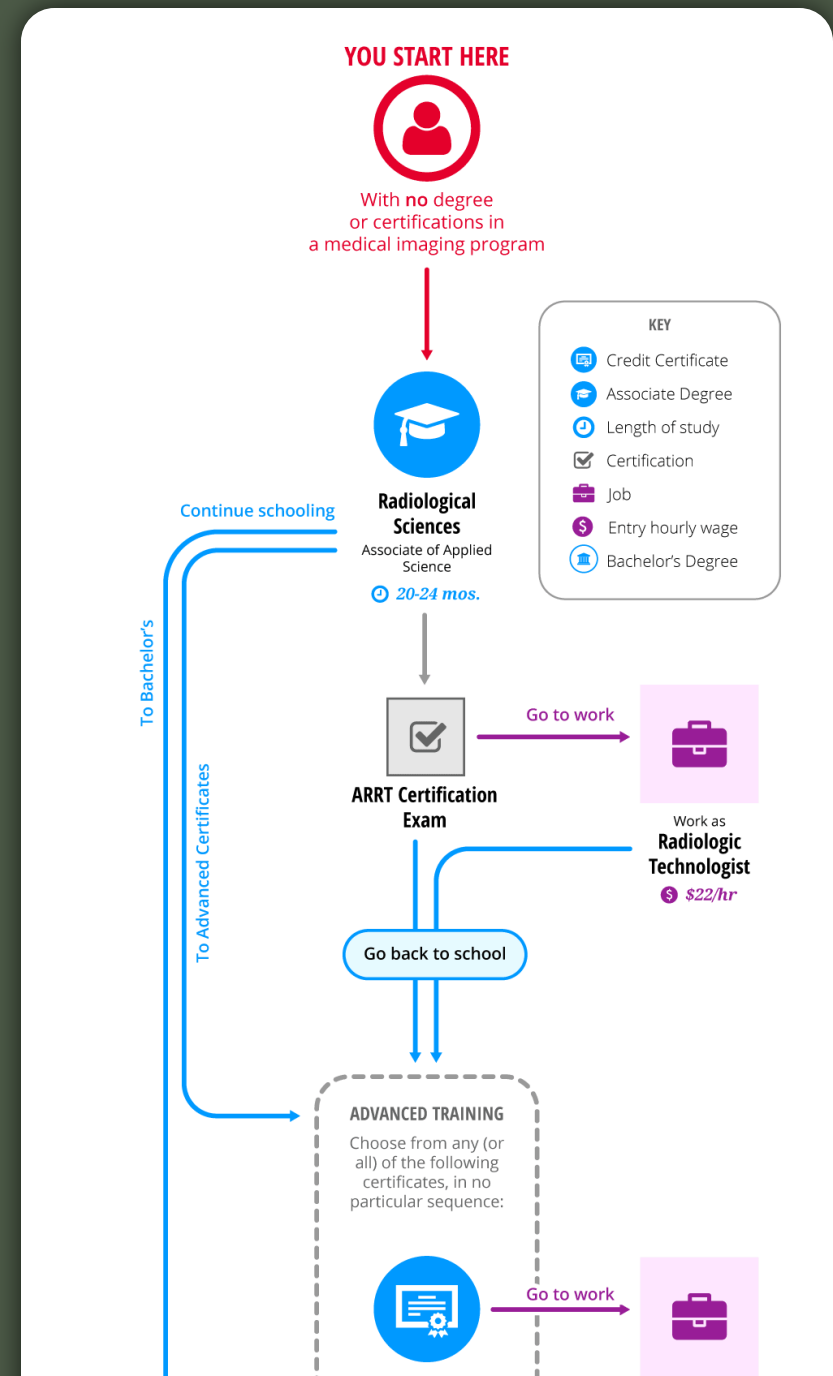 YOU START HERE
With no degree
or certifications in
a medical imaging program
KEY
Credit Certificate
Associate Degree
Length of study
Certification
Job
Entry hourly wage
Bachelor's Degree
Radiological
Sciences
Associate of Applied
Science
20-24 mos.
Continue schooling
To Bachelor's
To Advanced Certificates
ARRT Certification
Exam
Go to work
Work as
Radiologic
Technologist
$ $22/hr
Go back to school
ADVANCED TRAINING
Choose from any (or
all) of the following
certificates, in no
particular sequence:
Go to work